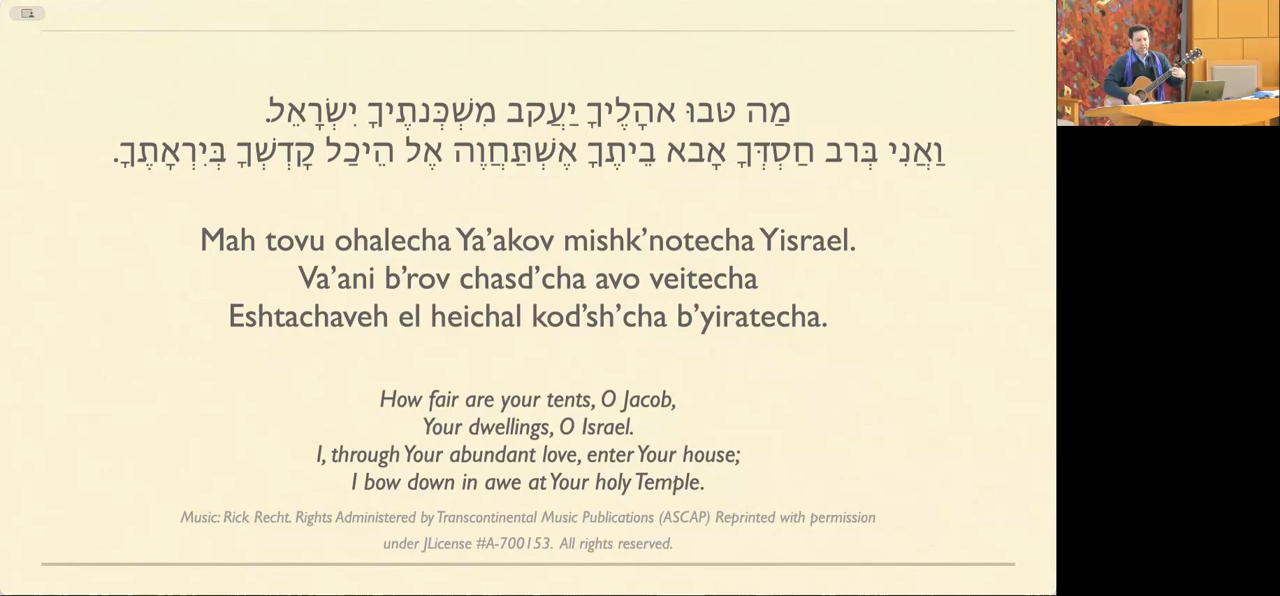 מַה טֹּבוּ אֹהָלֶיךָ יַעֲקֹב מִשְׁכְּנֹתֶיךָ יִשְׂרָאֵל.
וַאֲנִי בְּרֹב חַסְדְּךָ אָבֹא בֵיתֶךָ אֶשְׁתַּחֲוֶה אֶל הֵיכַל קָדְשְׁךָ בְּיִרְאָתֶךָ.
Mah tovu ohalecha Ya’akov mishk’notecha Yisrael.
Va’ani b’rov chasd’cha avo veitecha
Eshtachaveh el heichal kod’sh’cha b’yiratecha.
How fair are your tents, O Jacob,
Your dwellings, O Israel.
I, through Your abundant love, enter Your house;
I bow down in awe at Your holy Temple.
Music: Rick Recht. Rights Administered by Transcontinental Music Publications (ASCAP) Reprinted with permission
under JLicense #A-700153. All rights reserved.